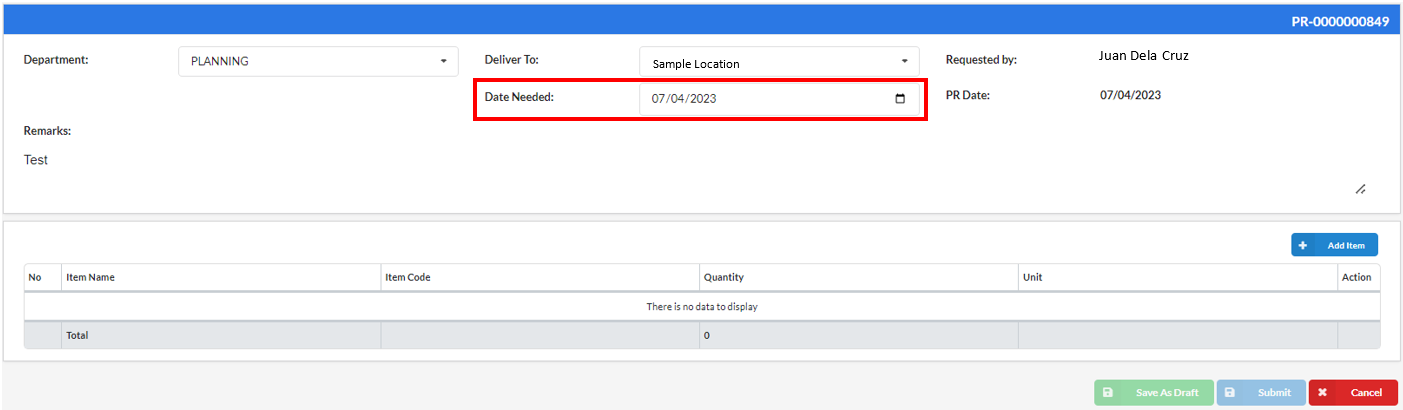 PR-0000000849
Department: PLANNING Deliver To: Sample Location Requested by: Juan Dela Cruz
Date Needed: 07/04/2023 PR Date: 07/04/2023
Remarks:
Test
+ Add Item
No Item Name Item Code Quantity Unit Action
There is no data to display
Total 0
Save As Draft Submit Cancel